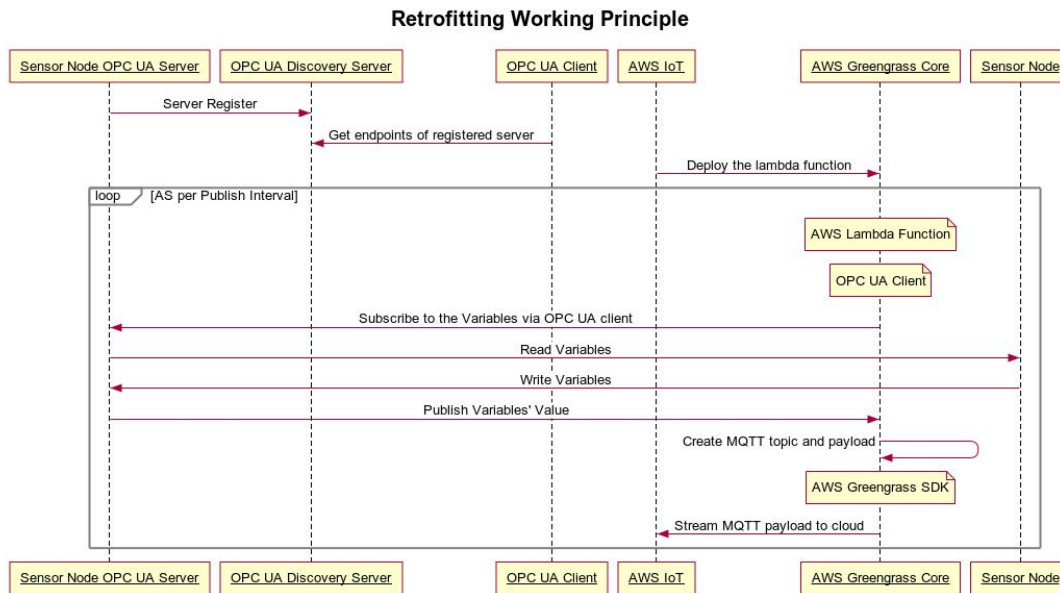 Retrofitting Working Principle
Sensor Node OPC UA Server
OPC UA Discovery Server
OPC UA Client
AWS IoT
AWS Greengrass Core
Sensor Node
Server Register
Get endpoints of registered server
Deploy the lambda function
loop
[AS per Publish Interval]
AWS Lambda Function
OPC UA Client
Subscribe to the Variables via OPC UA client
Read Variables
Write Variables
Publish Variables' Value
Create MQTT topic and payload
AWS Greengrass SDK
Stream MQTT payload to cloud
Sensor Node OPC UA Server
OPC UA Discovery Server
OPC UA Client
AWS IoT
AWS Greengrass Core
Sensor Node